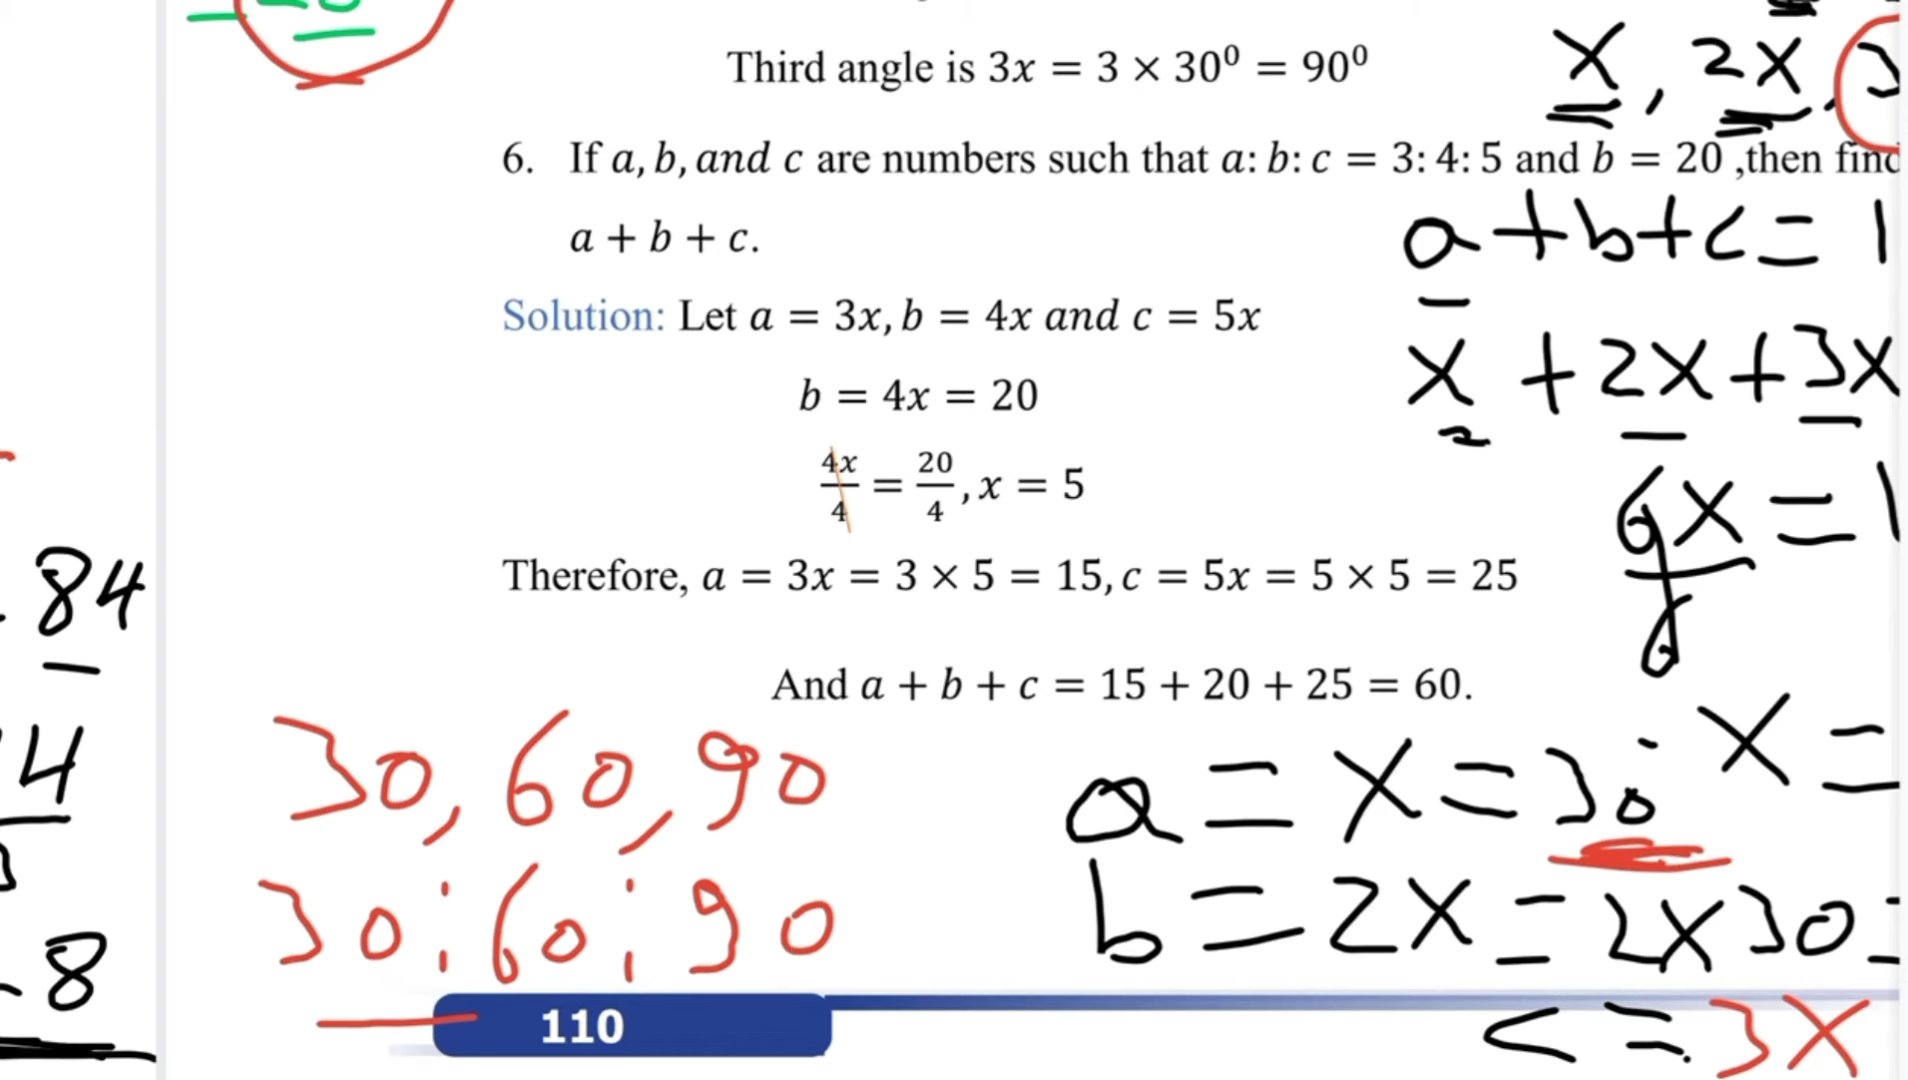 Third angle is 3x = 3 × 30⁰ = 90⁰
x, 2x,
6. If a, b, and c are numbers such that a: b: c = 3: 4: 5 and b = 20 ,then find
a + b + c.
a+b+c=1
Solution: Let a = 3x, b = 4x and c = 5x
x + 2x + 3x
b = 4x = 20
4x/4 = 20/4, x = 5
6x = 1
Therefore, a = 3x = 3 × 5 = 15, c = 5x = 5 × 5 = 25
84
And a + b + c = 15 + 20 + 25 = 60.
30, 60, 90
a = x = 30
x =
4
30:60:90
b = 2x = 2x30=
8
110
c = 3x